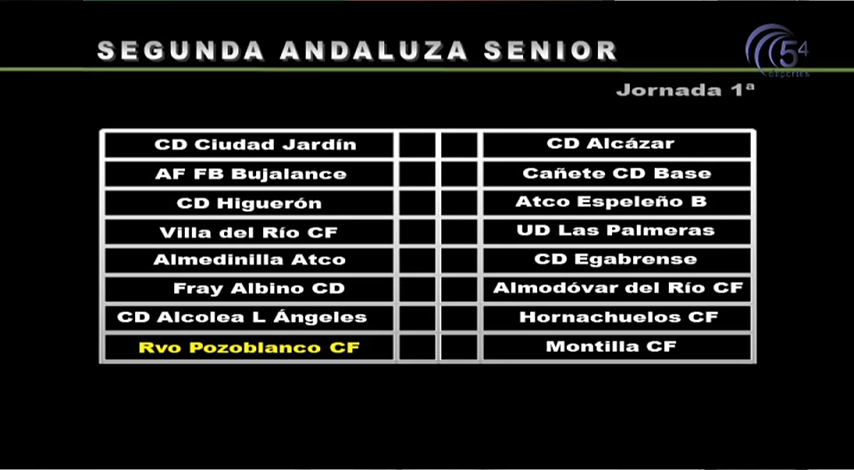 SEGUNDA ANDALUZA SENIOR
54
deportes
Jornada 1ª
CD Ciudad Jardín CD Alcázar
AF FB Bujalance Cañete CD Base
CD Higuerón Atco Espeleño B
Villa del Río CF UD Las Palmeras
Almedinilla Atco CD Egabrense
Fray Albino CD Almodóvar del Río CF
CD Alcolea L Ángeles Hornachuelos CF
Rvo Pozoblanco CF Montilla CF